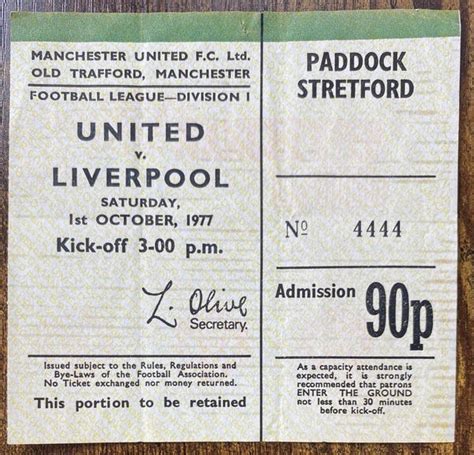 MANCHESTER UNITED F.C. Ltd.
OLD TRAFFORD, MANCHESTER
FOOTBALL LEAGUE—DIVISION I
UNITED
v.
LIVERPOOL
SATURDAY,
1st OCTOBER, 1977
Kick-off 3-00 p.m.
L. Olive
Secretary.
Issued subject to the Rules, Regulations and
Bye-Laws of the Football Association.
No Ticket exchanged nor money returned.
This portion to be retained
PADDOCK
STRETFORD
Nº 4444
Admission 90p
As a capacity attendance is
expected, it is strongly
recommended that patrons
ENTER THE GROUND
not less than 30 minutes
before kick-off.